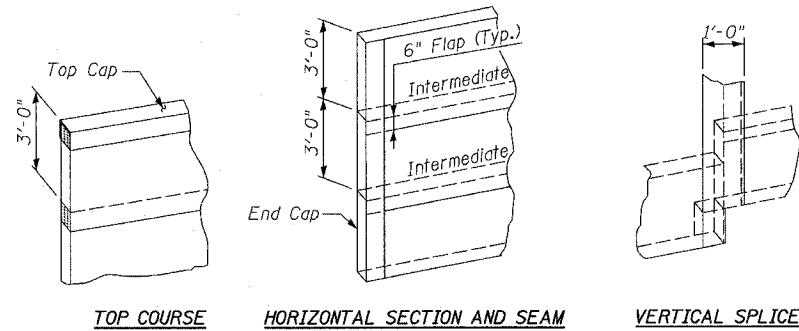 Top Cap
3'-0"
TOP COURSE
3'-0"
3'-0"
6" Flap (Typ.)
Intermediate
Intermediate
End Cap
HORIZONTAL SECTION AND SEAM
1'-0"
VERTICAL SPLICE